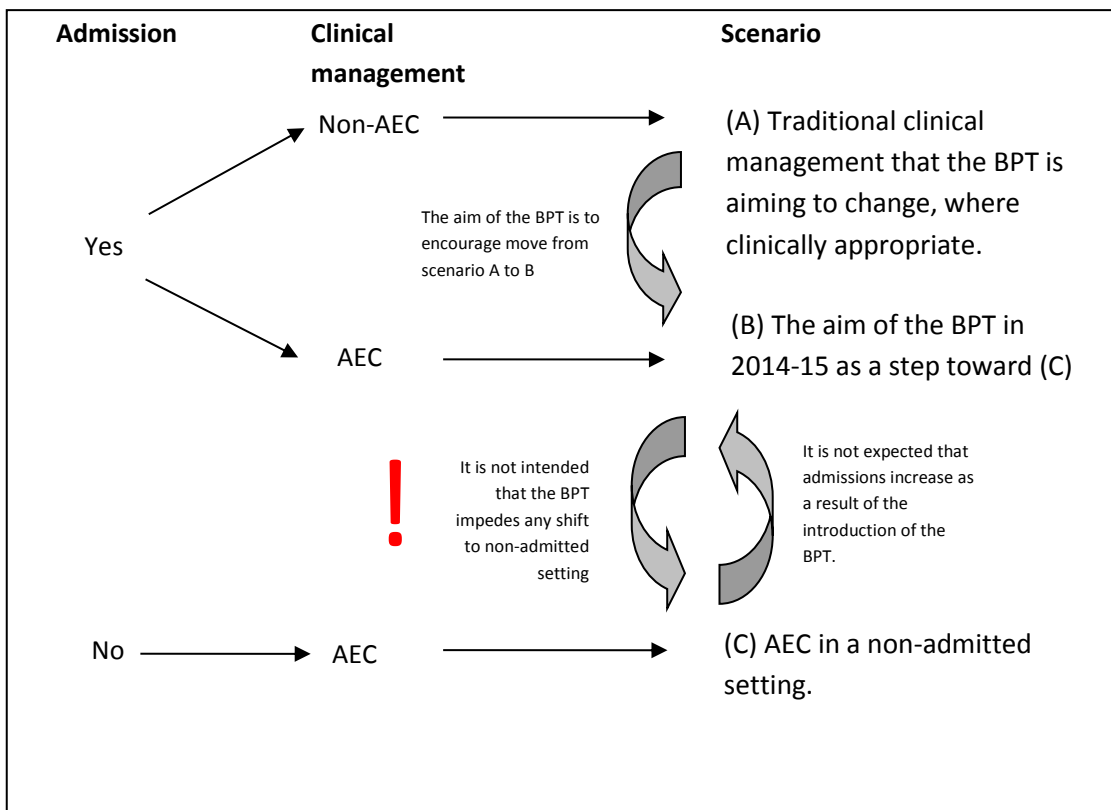 Admission
Clinical
management
Scenario
Non-AEC
(A) Traditional clinical
management that the BPT is
aiming to change, where
clinically appropriate.
The aim of the BPT is to
encourage move from
scenario A to B
Yes
AEC
(B) The aim of the BPT in
2014-15 as a step toward (C)
!
It is not intended
that the BPT
impedes any shift
to non-admitted
setting
It is not expected that
admissions increase as
a result of the
introduction of the
BPT.
No
AEC
(C) AEC in a non-admitted
setting.